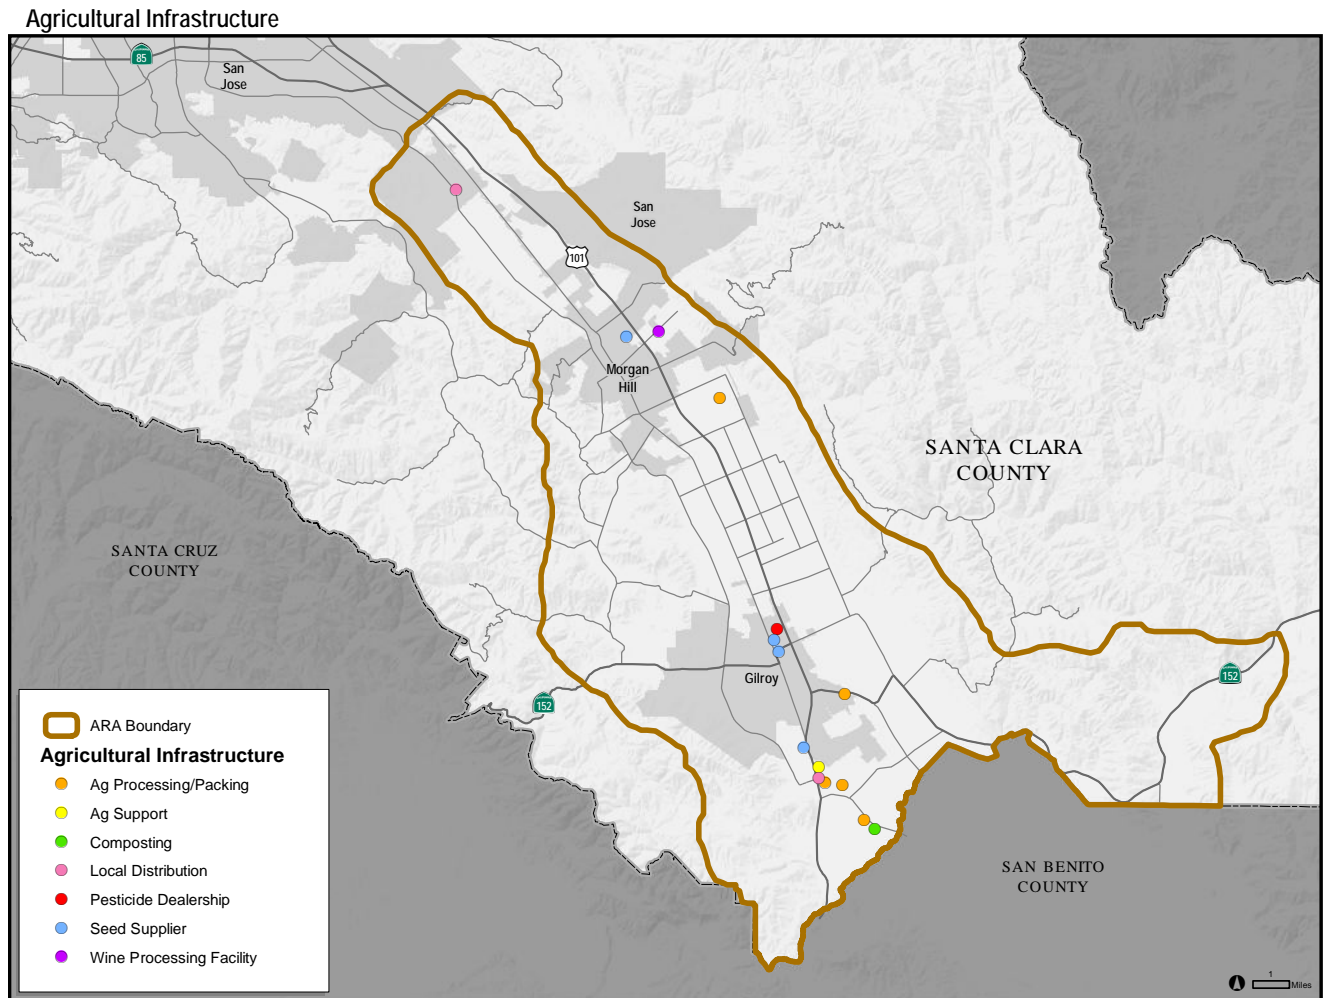 Agricultural Infrastructure
85
San
Jose
San
Jose
101
Morgan
Hill
SANTA CLARA
COUNTY
SANTA CRUZ
COUNTY
Gilroy
152
152
ARA Boundary
Agricultural Infrastructure
Ag Processing/Packing
Ag Support
Composting
Local Distribution
Pesticide Dealership
Seed Supplier
Wine Processing Facility
SAN BENITO
COUNTY
1
Miles